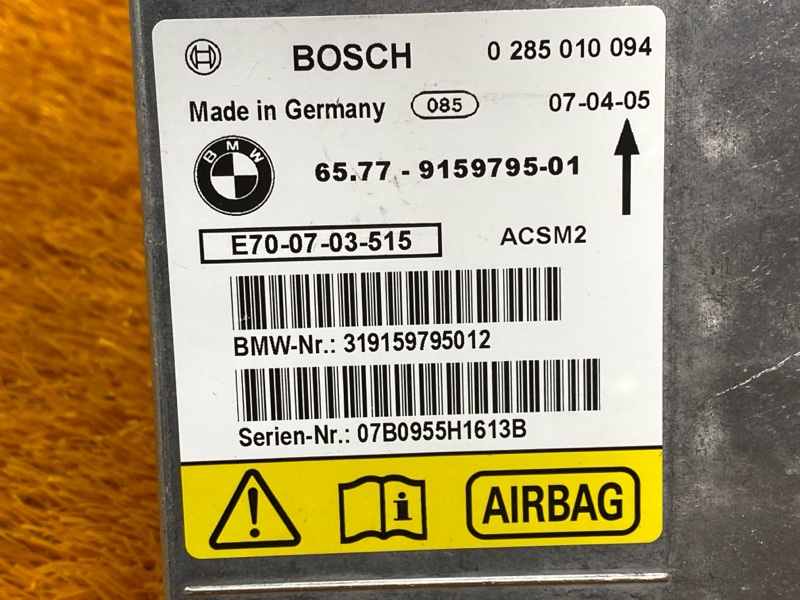 BOSCH 0 285 010 094
Made in Germany 085 07-04-05
BMW 65.77 - 9159795-01
E70-07-03-515 ACSM2
BMW-Nr.: 319159795012
Serien-Nr.: 07B0955H1613B
AIRBAG